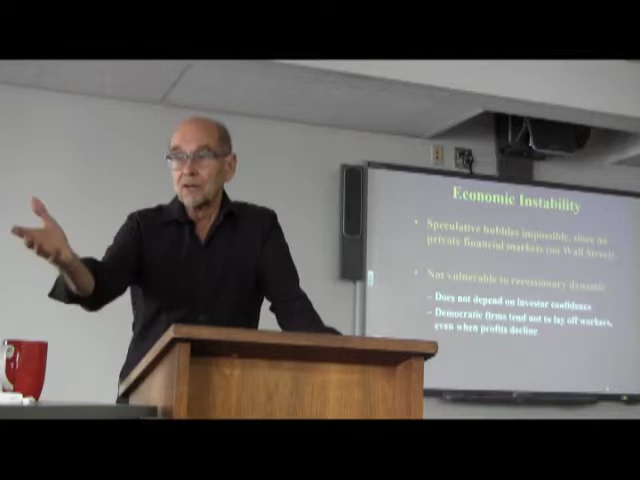 Economic Instability
• Speculative bubbles impossible, since no
private financial markets (no Wall Street)
• Not vulnerable to recessionary dynamic
– Does not depend on investor confidence
– Democratic firms tend not to lay off workers,
even when profits decline